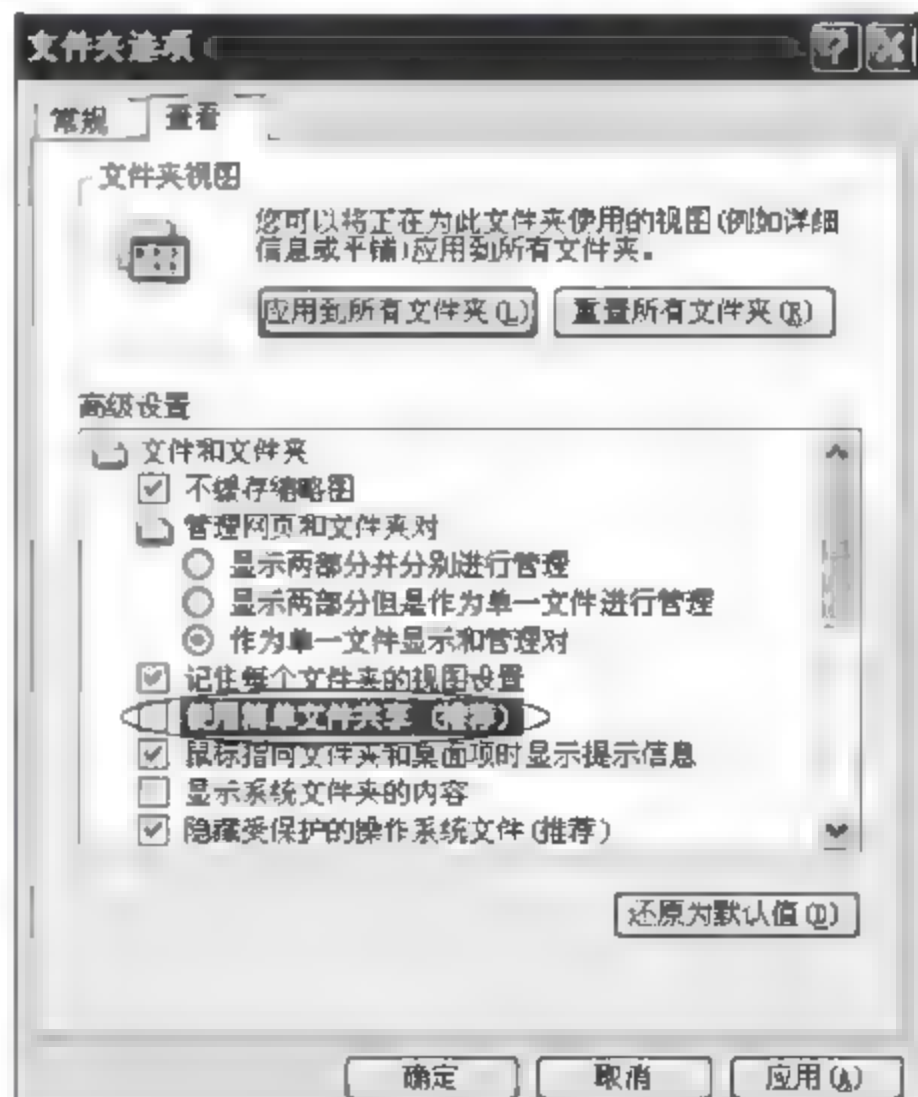 文件夹选项
常规
查看
文件夹视图
您可以将正在为此文件夹使用的视图(例如详细
信息或平铺)应用到所有文件夹。
应用到所有文件夹(L)
重置所有文件夹(R)
高级设置
文件和文件夹
不缓存缩略图
管理网页和文件夹对
显示两部分并分别进行管理
显示两部分但是作为单一文件进行管理
作为单一文件显示和管理对
记住每个文件夹的视图设置
使用简单文件共享 (推荐)
鼠标指向文件夹和桌面项时显示提示信息
显示系统文件夹的内容
隐藏受保护的操作系统文件(推荐)
还原为默认值(D)
确定
取消
应用(A)